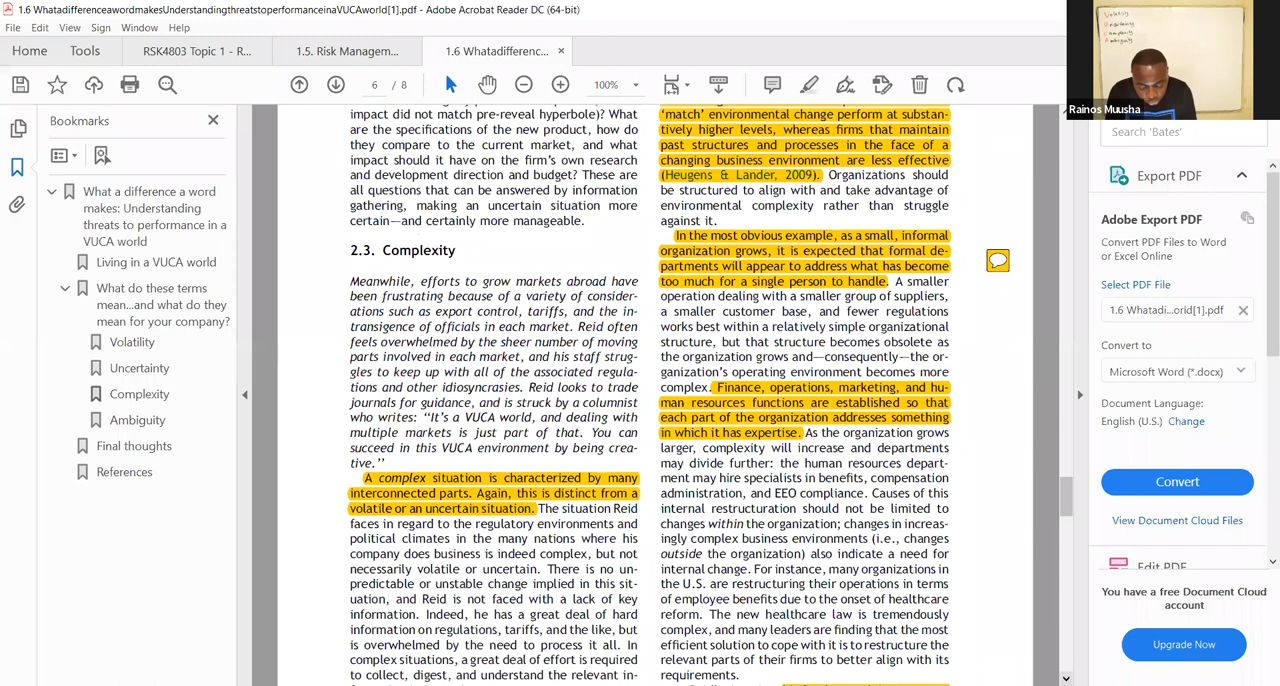 1.6 WhatadifferenceawordmakesUnderstandingthreatstoperformanceinaVUCAworld[1].pdf - Adobe Acrobat Reader DC (64-bit)
File Edit View Sign Window Help
Home Tools RSK4803 Topic 1 - R... 1.5. Risk Managem... 1.6 Whatadifferenc... ×
6 / 8 100%
Bookmarks
What a difference a word
makes: Understanding
threats to performance in a
VUCA world
Living in a VUCA world
What do these terms
mean...and what do they
mean for your company?
Volatility
Uncertainty
Complexity
Ambiguity
Final thoughts
References
impact did not match pre-reveal hyperbole)? What
are the specifications of the new product, how do
they compare to the current market, and what
impact should it have on the firm's own research
and development direction and budget? These are
all questions that can be answered by information
gathering, making an uncertain situation more
certain—and certainly more manageable.
2.3. Complexity
Meanwhile, efforts to grow markets abroad have
been frustrating because of a variety of consider-
ations such as export control, tariffs, and the in-
transigence of officials in each market. Reid often
feels overwhelmed by the sheer number of moving
parts involved in each market, and his staff strug-
gles to keep up with all of the associated regula-
tions and other idiosyncrasies. Reid looks to trade
journals for guidance, and is struck by a columnist
who writes: ‘‘It's a VUCA world, and dealing with
multiple markets is just part of that. You can
succeed in this VUCA environment by being crea-
tive.’’
A complex situation is characterized by many
interconnected parts. Again, this is distinct from a
volatile or an uncertain situation. The situation Reid
faces in regard to the regulatory environments and
political climates in the many nations where his
company does business is indeed complex, but not
necessarily volatile or uncertain. There is no un-
predictable or unstable change implied in this sit-
uation, and Reid is not faced with a lack of key
information. Indeed, he has a great deal of hard
information on regulations, tariffs, and the like, but
is overwhelmed by the need to process it all. In
complex situations, a great deal of effort is required
to collect, digest, and understand the relevant in-
‘match’ environmental change perform at substan-
tively higher levels, whereas firms that maintain
past structures and processes in the face of a
changing business environment are less effective
(Heugens & Lander, 2009). Organizations should
be structured to align with and take advantage of
environmental complexity rather than struggle
against it.
In the most obvious example, as a small, informal
organization grows, it is expected that formal de-
partments will appear to address what has become
too much for a single person to handle. A smaller
operation dealing with a smaller group of suppliers,
a smaller customer base, and fewer regulations
works best within a relatively simple organizational
structure, but that structure becomes obsolete as
the organization grows and—consequently—the or-
ganization's operating environment becomes more
complex. Finance, operations, marketing, and hu-
man resources functions are established so that
each part of the organization addresses something
in which it has expertise. As the organization grows
larger, complexity will increase and departments
may divide further: the human resources depart-
ment may hire specialists in benefits, compensation
administration, and EEO compliance. Causes of this
internal restructuration should not be limited to
changes within the organization; changes in increas-
ingly complex business environments (i.e., changes
outside the organization) also indicate a need for
internal change. For instance, many organizations in
the U.S. are restructuring their operations in terms
of employee benefits due to the onset of healthcare
reform. The new healthcare law is tremendously
complex, and many leaders are finding that the most
efficient solution to cope with it is to restructure the
relevant parts of their firms to better align with its
requirements.
Rainos Muusha
Search 'Bates'
Export PDF
Adobe Export PDF
Convert PDF Files to Word
or Excel Online
Select PDF File
1.6 Whatadi...orld[1].pdf
Convert to
Microsoft Word (*.docx)
Document Language:
English (U.S.) Change
Convert
View Document Cloud Files
Edit PDF
You have a free Document Cloud
account
Upgrade Now